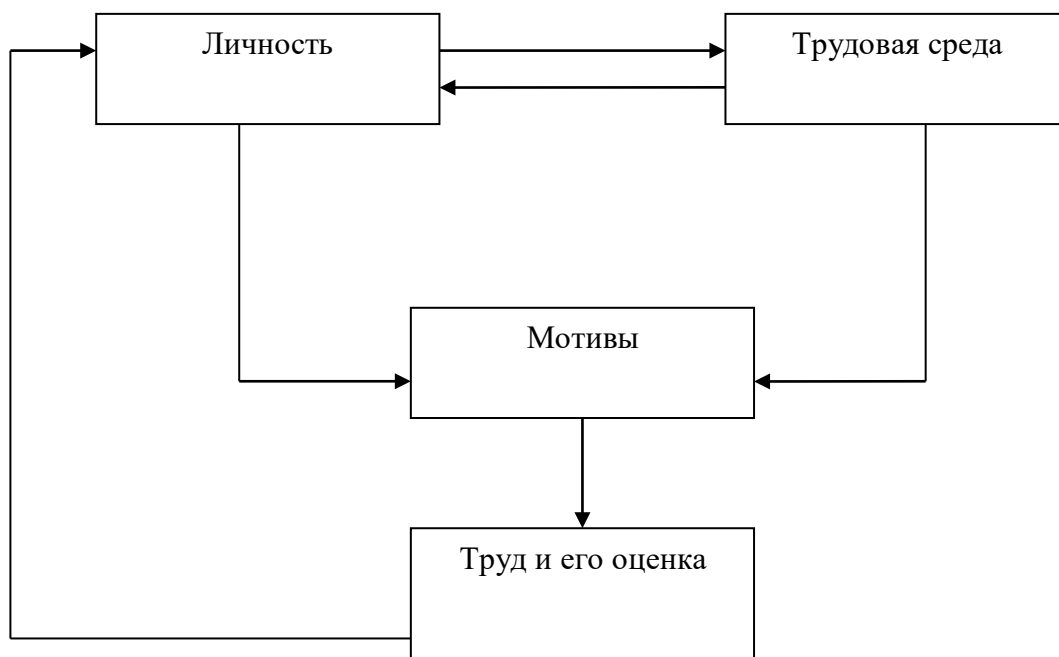 Личность
Трудовая среда
Мотивы
Труд и его оценка